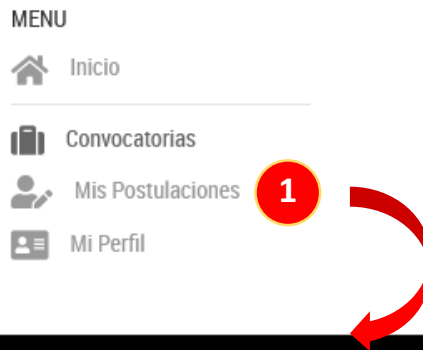 MENU
Inicio
Convocatorias
Mis Postulaciones 1
Mi Perfil